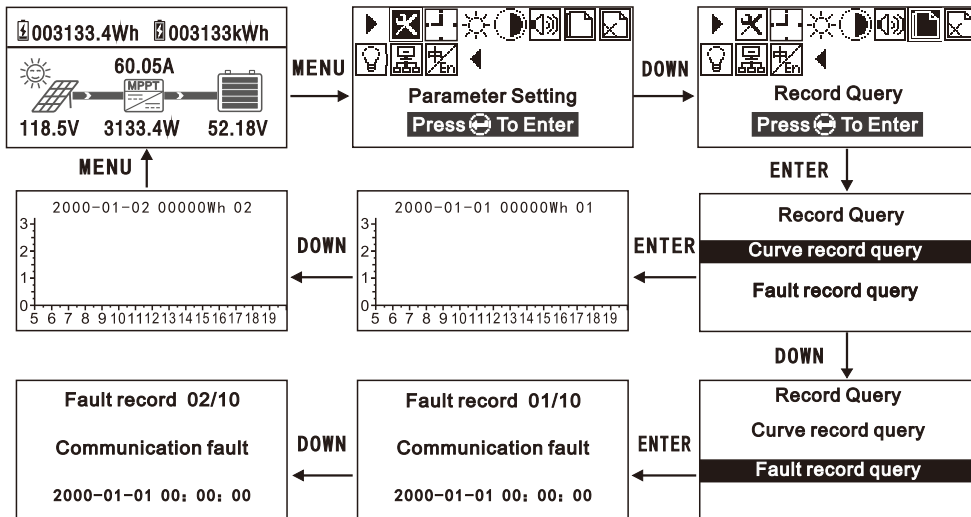 003133.4Wh 003133kWh
60.05A
MPPT
118.5V 3133.4W 52.18V
MENU
中/En
Parameter Setting
Press To Enter
DOWN
中/En
Record Query
Press To Enter
MENU
ENTER
2000-01-02 00000Wh 02
3
2
1
0
5 6 7 8 9 10 11 12 13 14 15 16 17 18 19
DOWN
2000-01-01 00000Wh 01
3
2
1
0
5 6 7 8 9 10 11 12 13 14 15 16 17 18 19
ENTER
Record Query
Curve record query
Fault record query
DOWN
Fault record 02/10
Communication fault
2000-01-01 00: 00: 00
DOWN
Fault record 01/10
Communication fault
2000-01-01 00: 00: 00
ENTER
Record Query
Curve record query
Fault record query